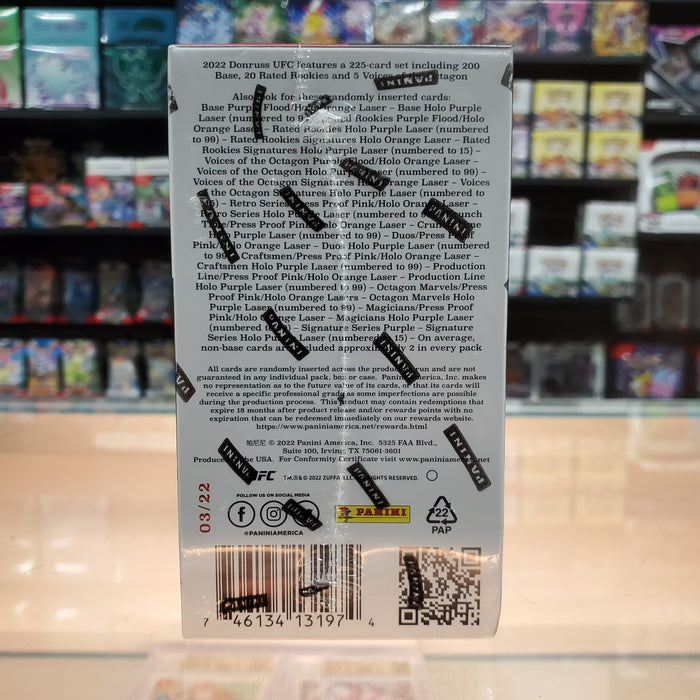 2022 Donruss UFC features a 225-card set including 200
Base, 20 Rated Rookies and 5 Voices of the Octagon
Also look for these randomly inserted cards:
Base Purple Flood/Holo Orange Laser – Base Holo Purple
Laser (numbered to 99) – Rated Rookies Purple Flood/Holo
Orange Laser – Rated Rookies Holo Purple Laser (numbered
to 99) – Rated Rookies Signatures Holo Orange Laser – Rated
Rookies Signatures Holo Purple Laser (numbered to 15) –
Voices of the Octagon Purple Flood/Holo Orange Laser –
Voices of the Octagon Holo Purple Laser (numbered to 99) –
Voices of the Octagon Signatures Holo Orange Laser – Voices
of the Octagon Signatures Holo Purple Laser (numbered
to 15) – Retro Series/Press Proof Pink/Holo Orange Laser –
Retro Series Holo Purple Laser (numbered to 99) – Crunch
Time/Press Proof Pink/Holo Orange Laser – Crunch Time
Holo Purple Laser (numbered to 99) – Duos/Press Proof
Pink/Holo Orange Laser – Duos Holo Purple Laser (numbered
to 99) – Craftsmen/Press Proof Pink/Holo Orange Laser –
Craftsmen Holo Purple Laser (numbered to 99) – Production
Line/Press Proof Pink/Holo Orange Laser – Production Line
Holo Purple Laser (numbered to 99) – Octagon Marvels/Press
Proof Pink/Holo Orange Lasers – Octagon Marvels Holo
Purple Laser (numbered to 99) – Magicians/Press Proof
Pink/Holo Orange Laser – Magicians Holo Purple Laser
(numbered to 99) – Signature Series Purple – Signature
Series Holo Purple Laser (numbered to 15) – On average,
non-base cards are included approximately 2 in every pack
All cards are randomly inserted across the production run and are not
guaranteed in any individual pack, box or case. Panini America, Inc. makes
no representation as to the future value of its cards, or that its cards will
receive a specific professional grade as some imperfections are possible
during the production process. This product may contain redemptions that
expire 18 months after product release and/or rewards points with no
expiration that can be redeemed immediately on our website.
https://www.paniniamerica.net/rewards.html
帕尼尼 © 2022 Panini America, Inc. 5325 FAA Blvd.,
Suite 100, Irving, TX 75061-3601
Produced in the USA. For Conformity Certificate visit www.paniniamerica.net
UFC TM,®& © 2022 ZUFFA LLC. ALL RIGHTS RESERVED.
03/22
FOLLOW US ON SOCIAL MEDIA
@PANINIAMERICA
PANINI
22
PAP
7 46134 13197 4